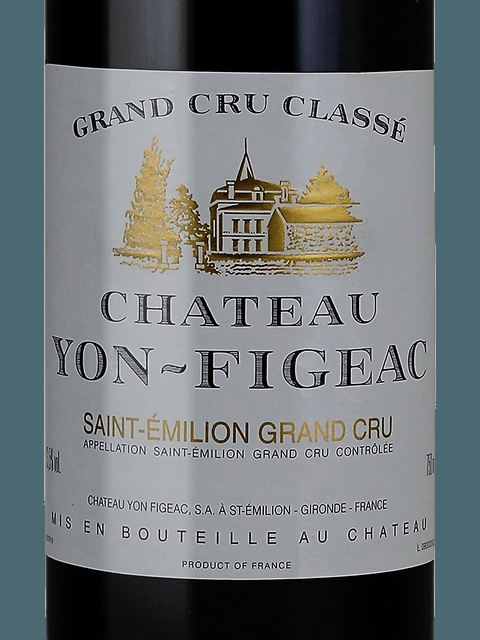 GRAND CRU CLASSÉ
CHATEAU
YON~FIGEAC
SAINT-ÉMILION GRAND CRU
APPELLATION SAINT-ÉMILION GRAND CRU CONTRÔLÉE
CHATEAU YON FIGEAC, S.A. À ST-ÉMILION - GIRONDE - FRANCE
MIS EN BOUTEILLE AU CHATEAU
PRODUCT OF FRANCE